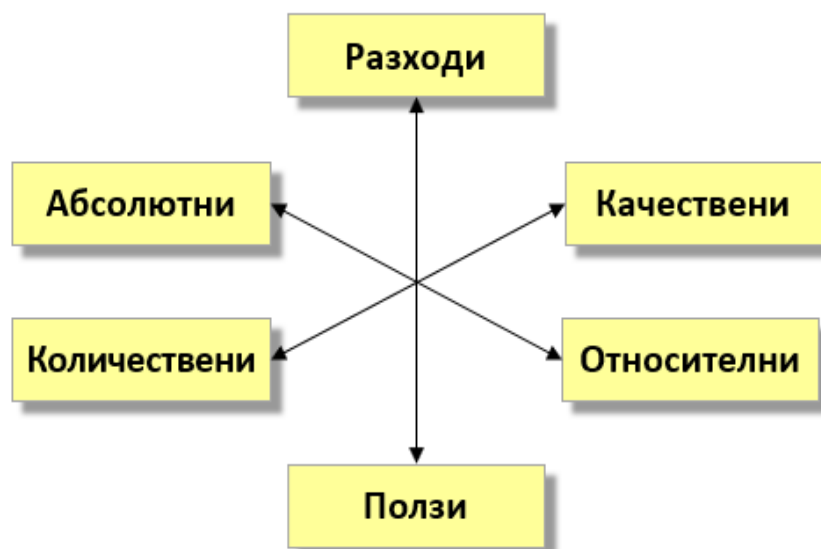 Разходи
Абсолютни
Качествени
Количествени
Относителни
Ползи